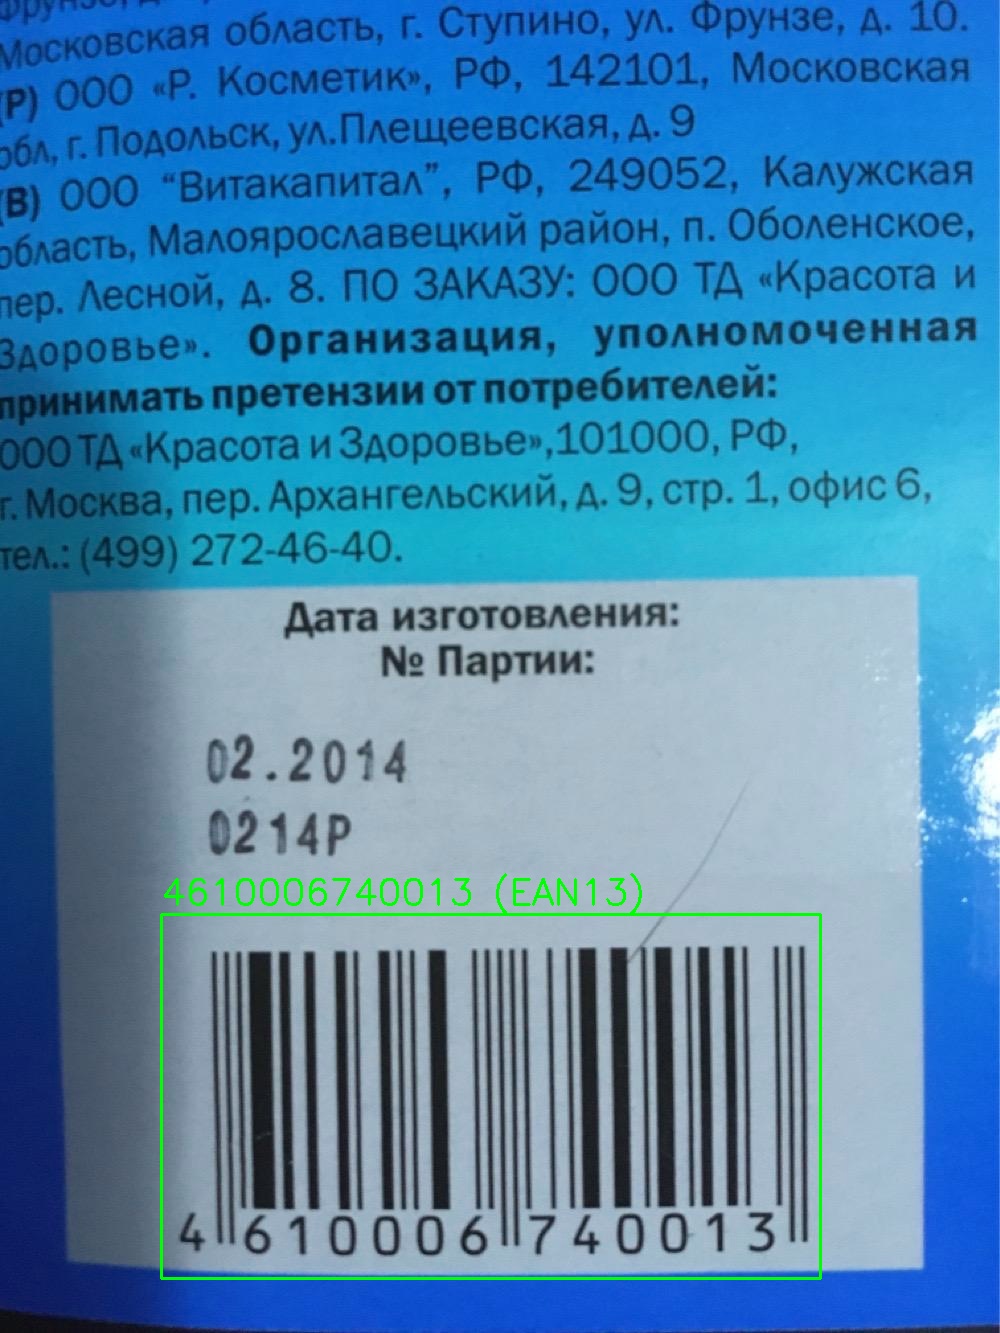 Московская область, г. Ступино, ул. Фрунзе, д. 10.
(Р) ООО «Р. Косметик», РФ, 142101, Московская
обл, г. Подольск, ул.Плещеевская, д. 9
(В) ООО “Витакапитал”, РФ, 249052, Калужская
область, Малоярославецкий район, п. Оболенское,
пер. Лесной, д. 8. ПО ЗАКАЗУ: ООО ТД «Красота и
Здоровье». Организация, уполномоченная
принимать претензии от потребителей:
ООО ТД «Красота и Здоровье»,101000, РФ,
г. Москва, пер. Архангельский, д. 9, стр. 1, офис 6,
тел.: (499) 272-46-40.
Дата изготовления:
№ Партии:
02.2014
0214P
4610006740013 (EAN13)
4 610006 740013